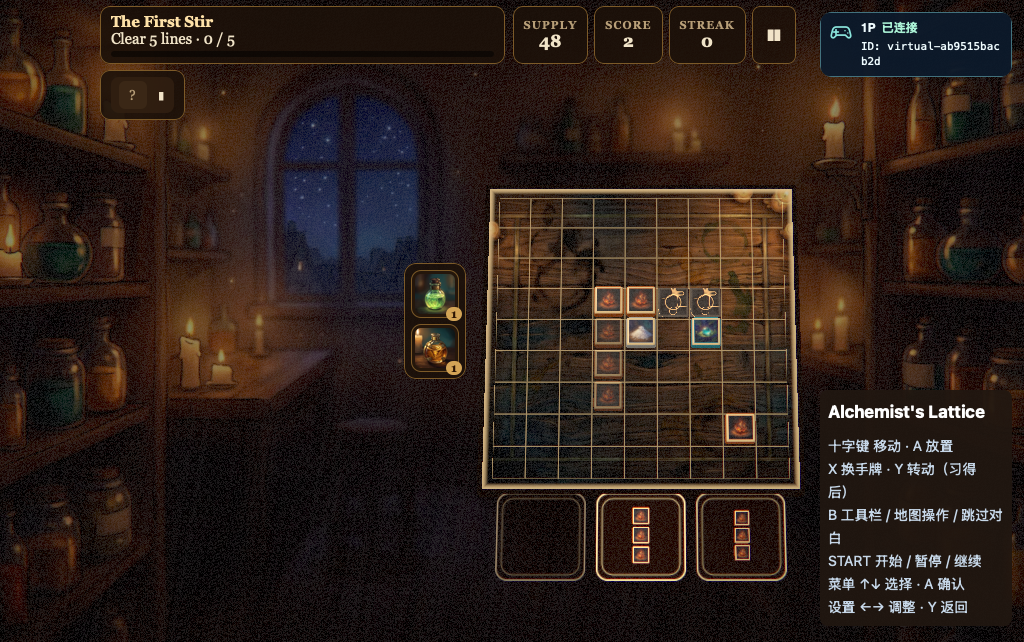 The First Stir
Clear 5 lines · 0 / 5
SUPPLY
48
SCORE
2
STREAK
0
1P 已连接
ID: virtual-ab9515bac
b2d
?
1
1
Alchemist's Lattice
十字键 移动 · A 放置
X 换手牌 · Y 转动（习得
后）
B 工具栏 / 地图操作 / 跳过对
白
START 开始 / 暂停 / 继续
菜单 ↑↓ 选择 · A 确认
设置 ←→ 调整 · Y 返回